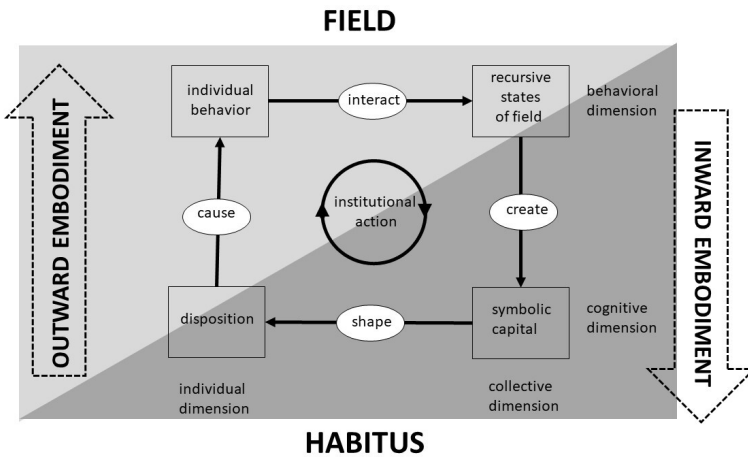 FIELD
individual
behavior
interact
recursive
states
of field
behavioral
dimension
OUTWARD EMBODIMENT
INWARD EMBODIMENT
cause
institutional
action
create
disposition
shape
symbolic
capital
cognitive
dimension
individual
dimension
collective
dimension
HABITUS